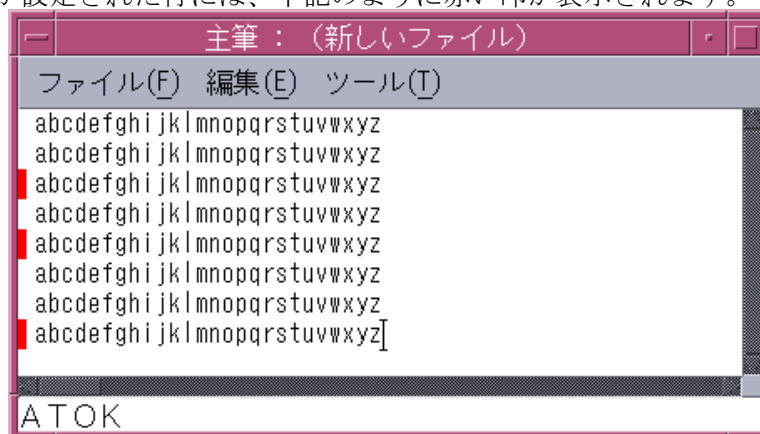 設定された行には、下記のように赤い印が表示されます。
主筆 : (新しいファイル)
ファイル(F) 編集(E) ツール(T)
abcdefghijklmnopqrstuvwxyz
abcdefghijklmnopqrstuvwxyz
abcdefghijklmnopqrstuvwxyz
abcdefghijklmnopqrstuvwxyz
abcdefghijklmnopqrstuvwxyz
abcdefghijklmnopqrstuvwxyz
abcdefghijklmnopqrstuvwxyz
abcdefghijklmnopqrstuvwxyz
ATOK